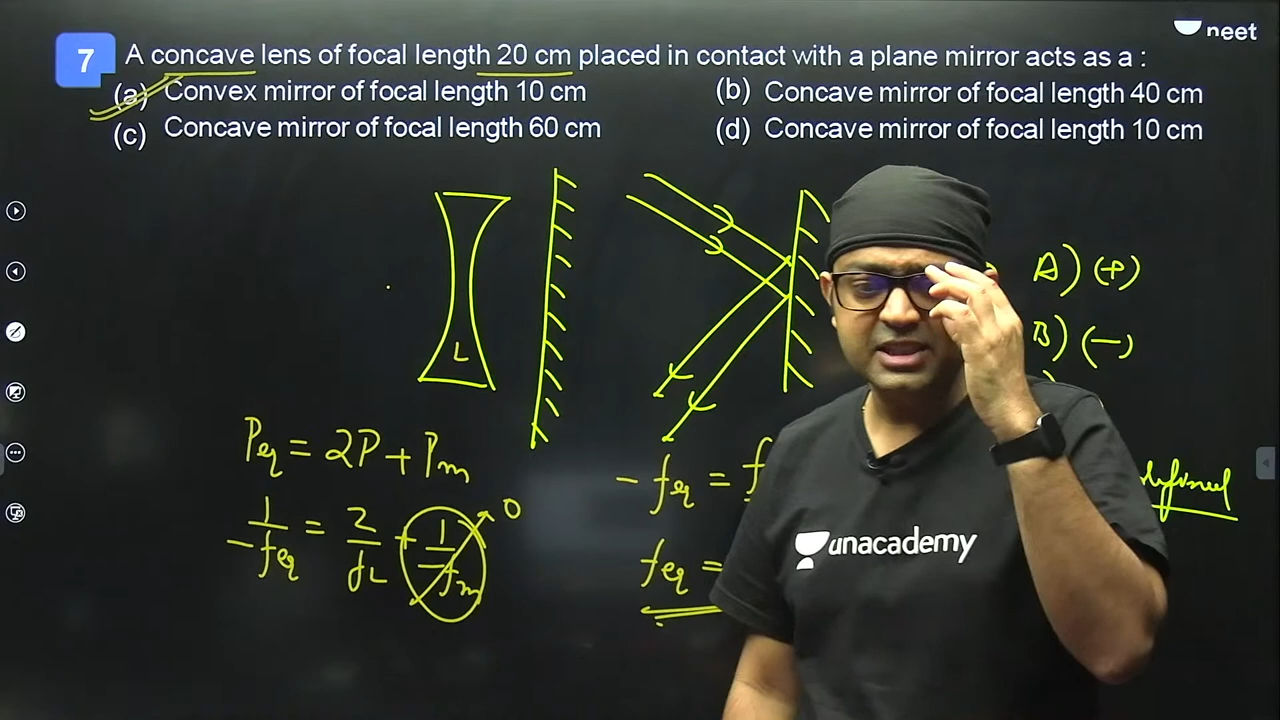 neet
7 A concave lens of focal length 20 cm placed in contact with a plane mirror acts as a :
(a) Convex mirror of focal length 10 cm
(b) Concave mirror of focal length 40 cm
(c) Concave mirror of focal length 60 cm
(d) Concave mirror of focal length 10 cm
A) (+)
B) (−)
L
Peq = 2P + Pm
1/-feq = 2/fL + 1/-fm → 0
-feq = f
feq =
unacademy